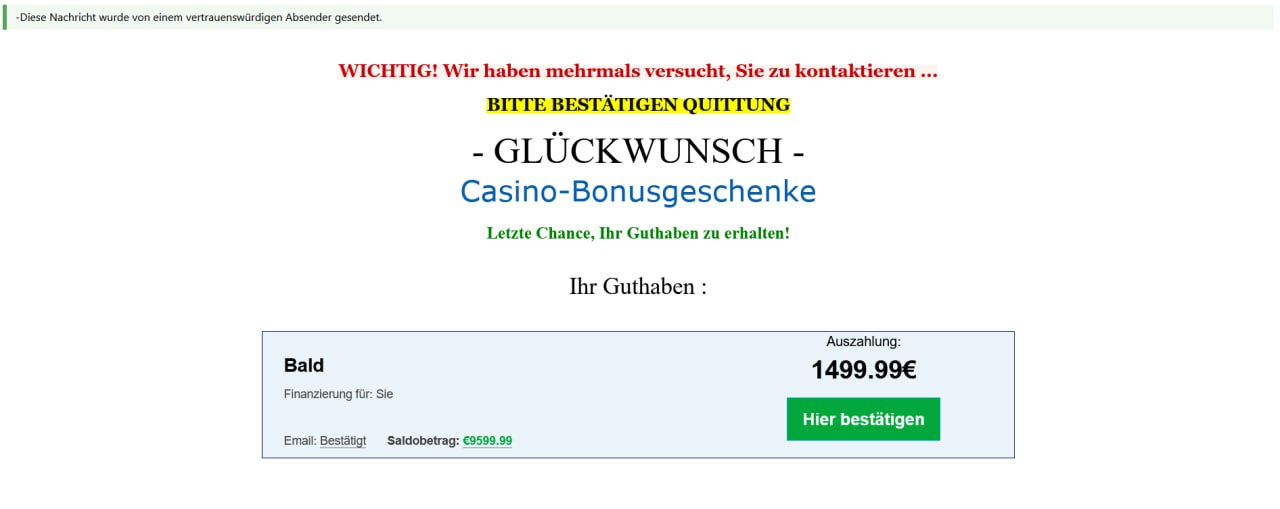 -Diese Nachricht wurde von einem vertrauenswürdigen Absender gesendet.
WICHTIG! Wir haben mehrmals versucht, Sie zu kontaktieren ...
BITTE BESTÄTIGEN QUITTUNG
- GLÜCKWUNSCH -
Casino-Bonusgeschenke
Letzte Chance, Ihr Guthaben zu erhalten!
Ihr Guthaben :
Bald
Finanzierung für: Sie
Email: Bestätigt Saldobetrag: €9599.99
Auszahlung:
1499.99€
Hier bestätigen